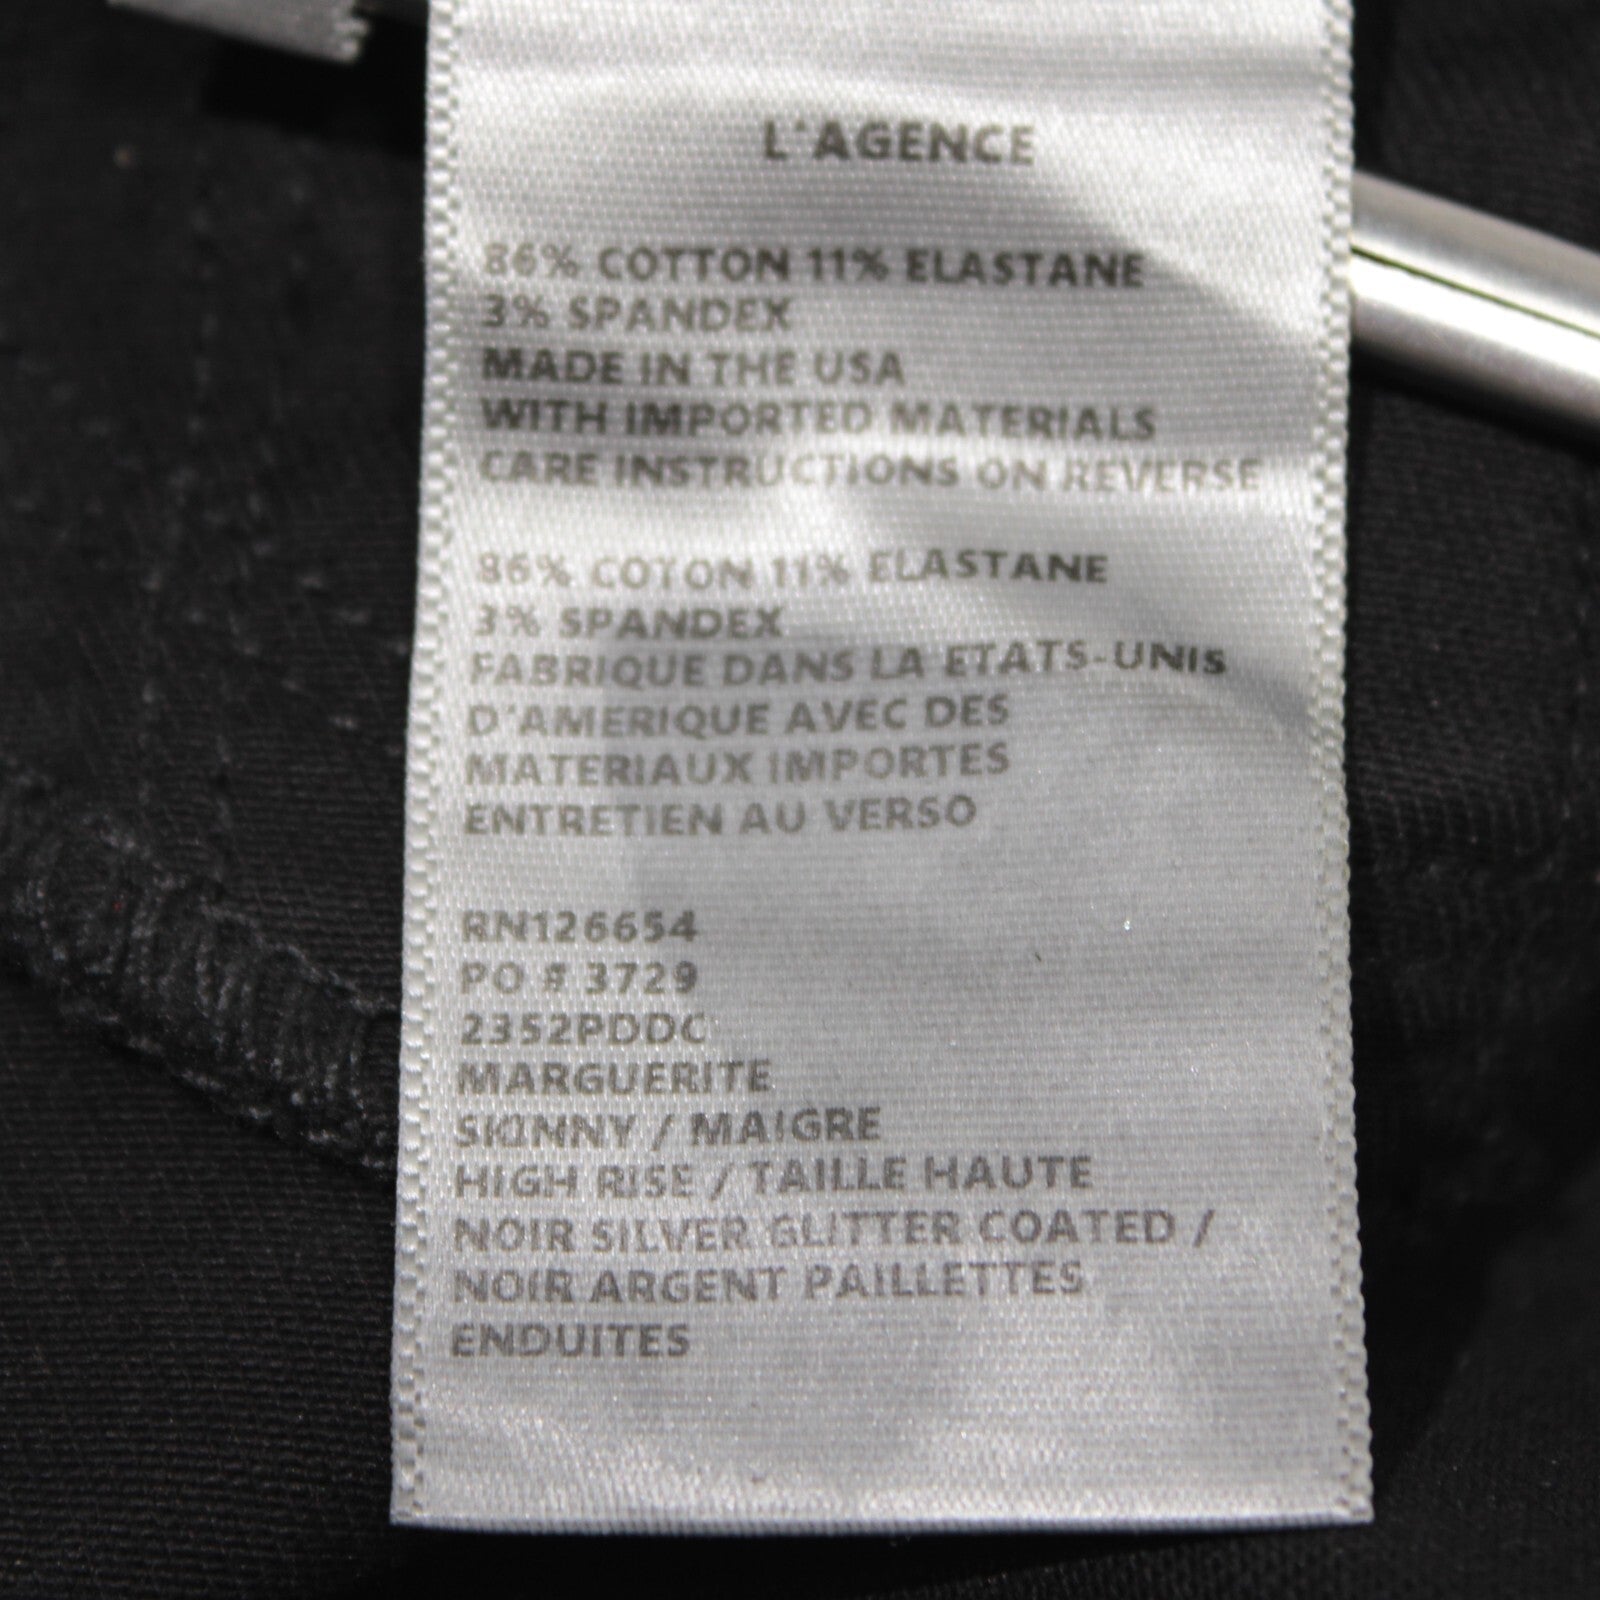 L'AGENCE
86% COTTON 11% ELASTANE
3% SPANDEX
MADE IN THE USA
WITH IMPORTED MATERIALS
CARE INSTRUCTIONS ON REVERSE
86% COTON 11% ELASTANE
3% SPANDEX
FABRIQUE DANS LA ETATS-UNIS
D'AMERIQUE AVEC DES
MATERIAUX IMPORTES
ENTRETIEN AU VERSO
RN126654
PO # 3729
2352PDDC
MARGUERITE
SKINNY / MAIGRE
HIGH RISE / TAILLE HAUTE
NOIR SILVER GLITTER COATED /
NOIR ARGENT PAILLETTES
ENDUITES